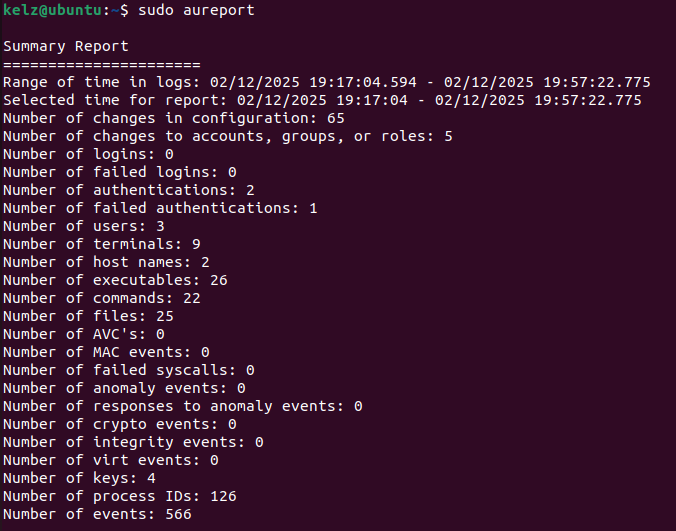 kelz@ubuntu:~$ sudo aureport
Summary Report
======================
Range of time in logs: 02/12/2025 19:17:04.594 - 02/12/2025 19:57:22.775
Selected time for report: 02/12/2025 19:17:04 - 02/12/2025 19:57:22.775
Number of changes in configuration: 65
Number of changes to accounts, groups, or roles: 5
Number of logins: 0
Number of failed logins: 0
Number of authentications: 2
Number of failed authentications: 1
Number of users: 3
Number of terminals: 9
Number of host names: 2
Number of executables: 26
Number of commands: 22
Number of files: 25
Number of AVC's: 0
Number of MAC events: 0
Number of failed syscalls: 0
Number of anomaly events: 0
Number of responses to anomaly events: 0
Number of crypto events: 0
Number of integrity events: 0
Number of virt events: 0
Number of keys: 4
Number of process IDs: 126
Number of events: 566